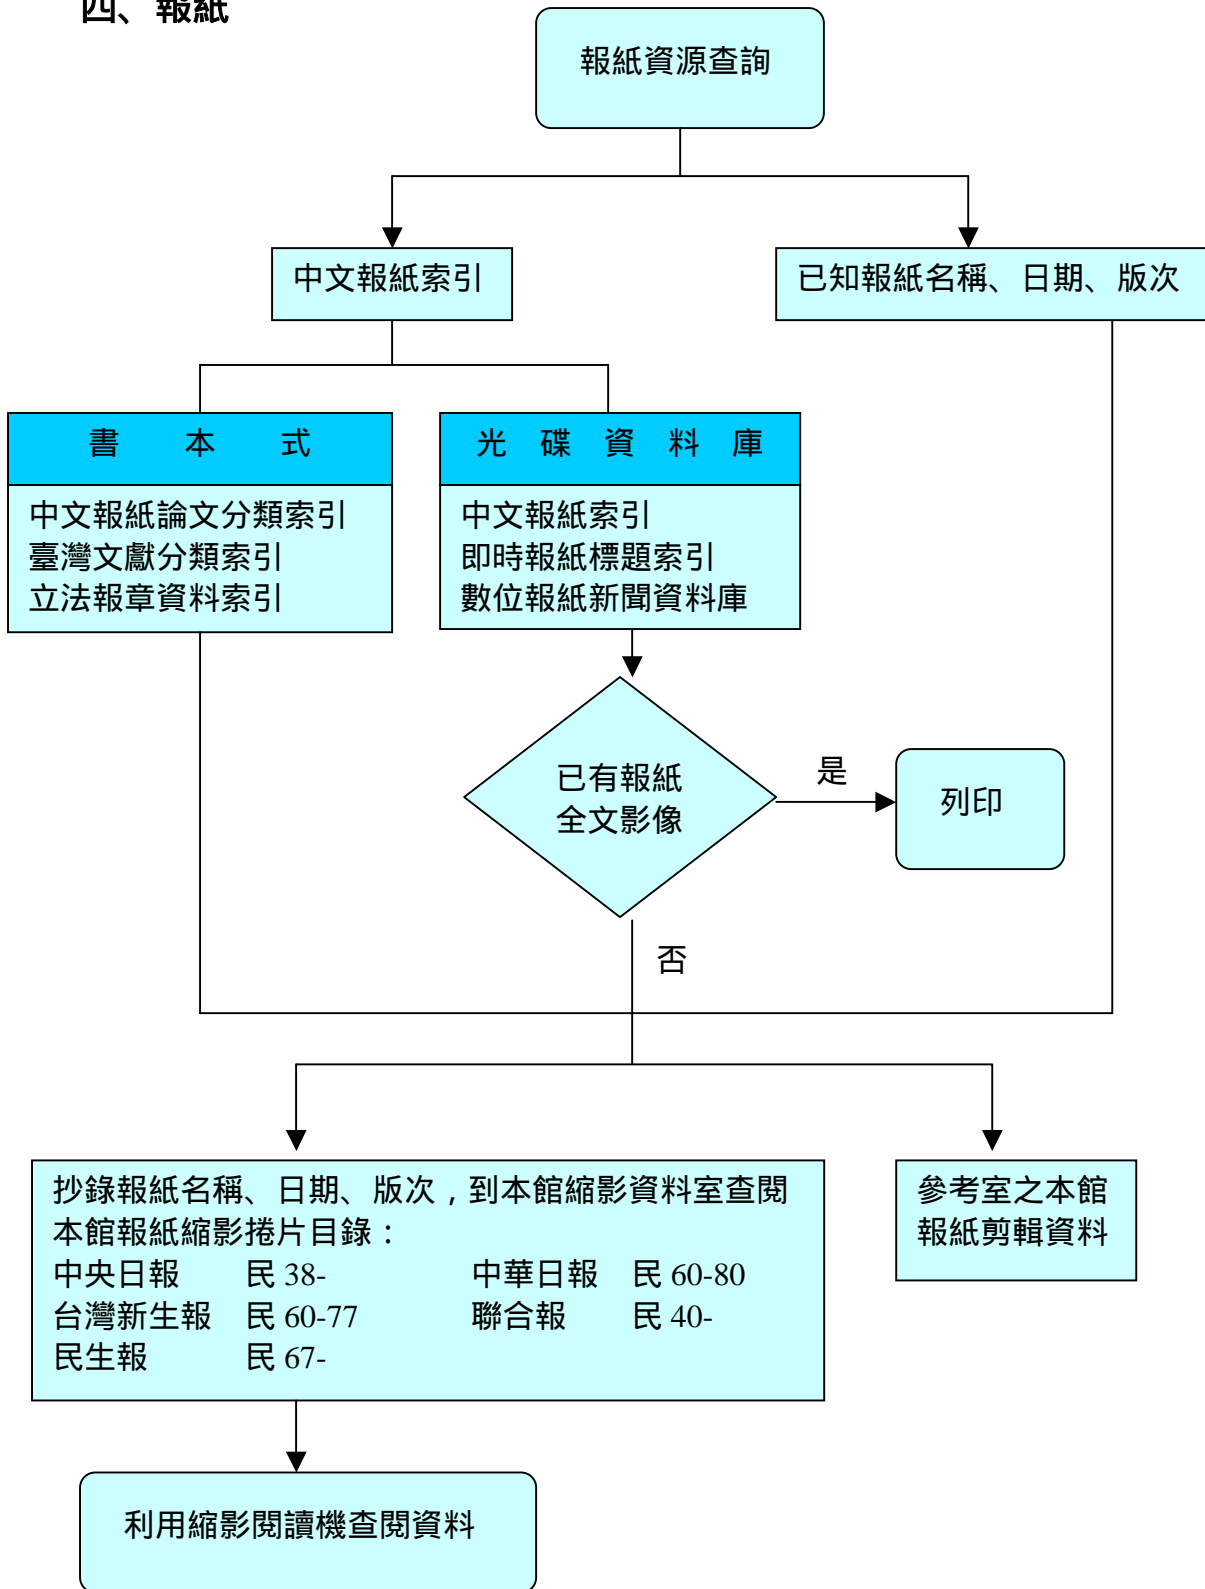 四、報紙
報紙資源查詢
中文報紙索引
已知報紙名稱、日期、版次
書本式
中文報紙論文分類索引
臺灣文獻分類索引
立法報章資料索引
光碟資料庫
中文報紙索引
即時報紙標題索引
數位報紙新聞資料庫
已有報紙
全文影像
是
列印
否
抄錄報紙名稱、日期、版次，到本館縮影資料室查閱
本館報紙縮影捲片目錄：
中央日報 民 38- 中華日報 民 60-80
台灣新生報 民 60-77 聯合報 民 40-
民生報 民 67-
參考室之本館
報紙剪輯資料
利用縮影閱讀機查閱資料